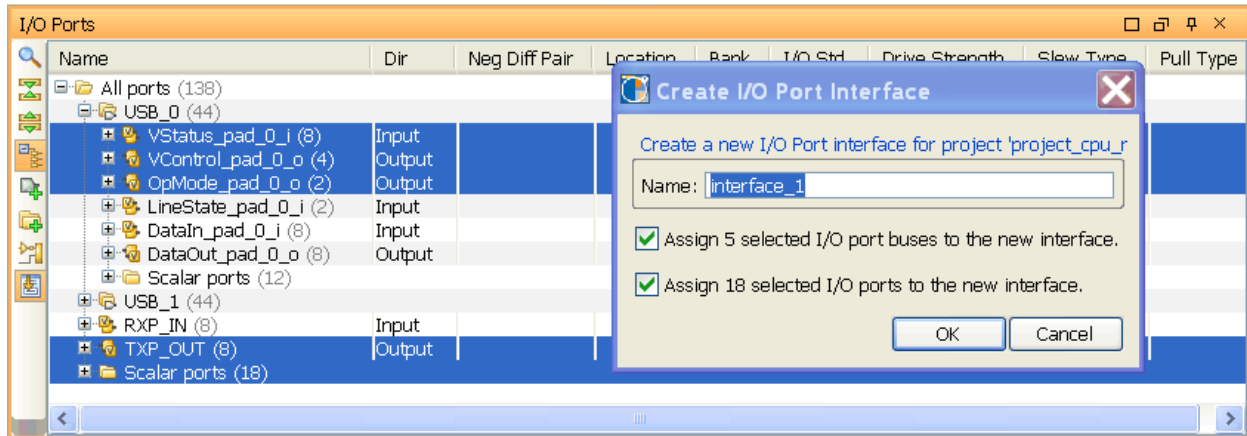 I/O Ports
Name Dir Neg Diff Pair Location Bank I/O Std Drive Strength Slew Type Pull Type
All ports (138)
USB_0 (44)
VStatus_pad_0_i (8) Input
VControl_pad_0_o (4) Output
OpMode_pad_0_o (2) Output
LineState_pad_0_i (2) Input
DataIn_pad_0_i (8) Input
DataOut_pad_0_o (8) Output
Scalar ports (12)
USB_1 (44)
RXP_IN (8) Input
TXP_OUT (8) Output
Scalar ports (18)
Create I/O Port Interface
Create a new I/O Port interface for project 'project_cpu_r
Name: interface_1
Assign 5 selected I/O port buses to the new interface.
Assign 18 selected I/O ports to the new interface.
OK Cancel